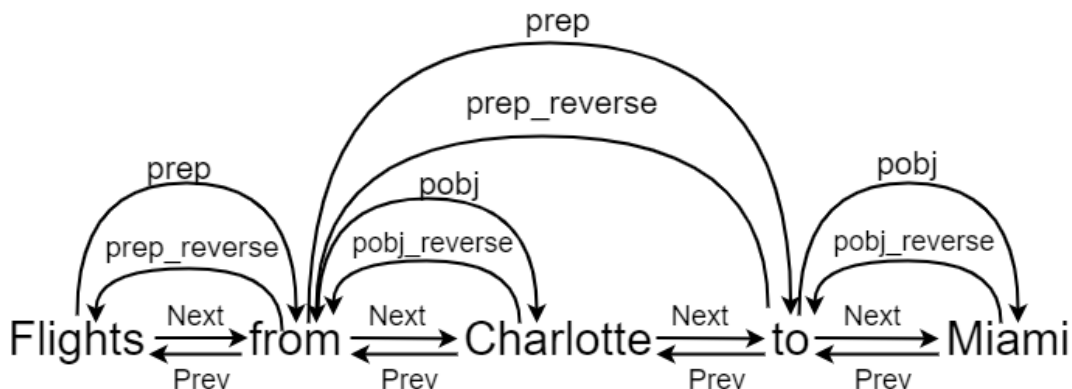 prep
prep_reverse
prep pobj pobj
prep_reverse pobj_reverse pobj_reverse
Next Next Next Next
Flights from Charlotte to Miami
Prev Prev Prev Prev